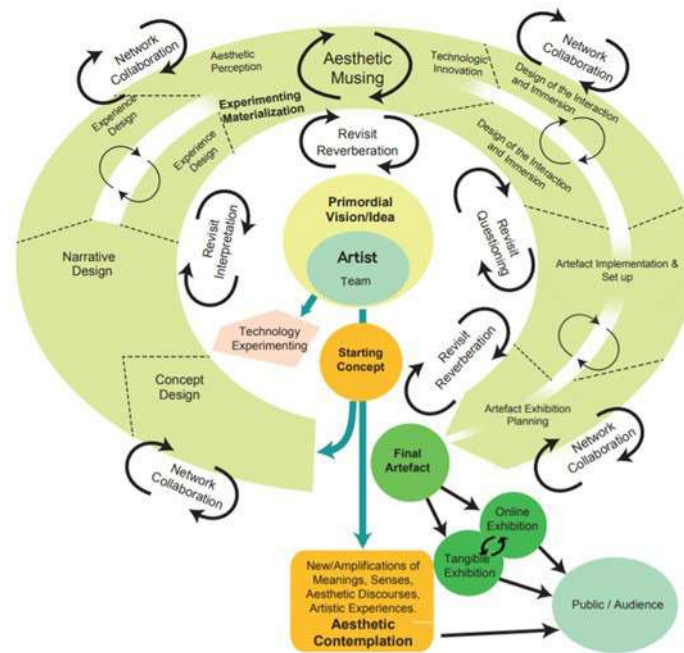 Network
Collaboration
Aesthetic
Perception
Aesthetic
Musing
Technologic
Innovation
Network
Collaboration
Experience
Design
Experimenting
Materialization
Design of the Interaction
and Immersion
Experience
Design
Revisit
Reverberation
Design of the Interaction
and Immersion
Primordial
Vision/Idea
Artist
Team
Revisit
Interpretation
Revisit
Questioning
Narrative
Design
Artefact Implementation &
Set up
Technology
Experimenting
Starting
Concept
Revisit
Reverberation
Concept
Design
Artefact Exhibition
Planning
Network
Collaboration
Network
Collaboration
Final
Artefact
Online
Exhibition
Tangible
Exhibition
New/Amplifications of
Meanings, Senses,
Aesthetic Discourses,
Artistic Experiences.
Aesthetic
Contemplation
Public / Audience